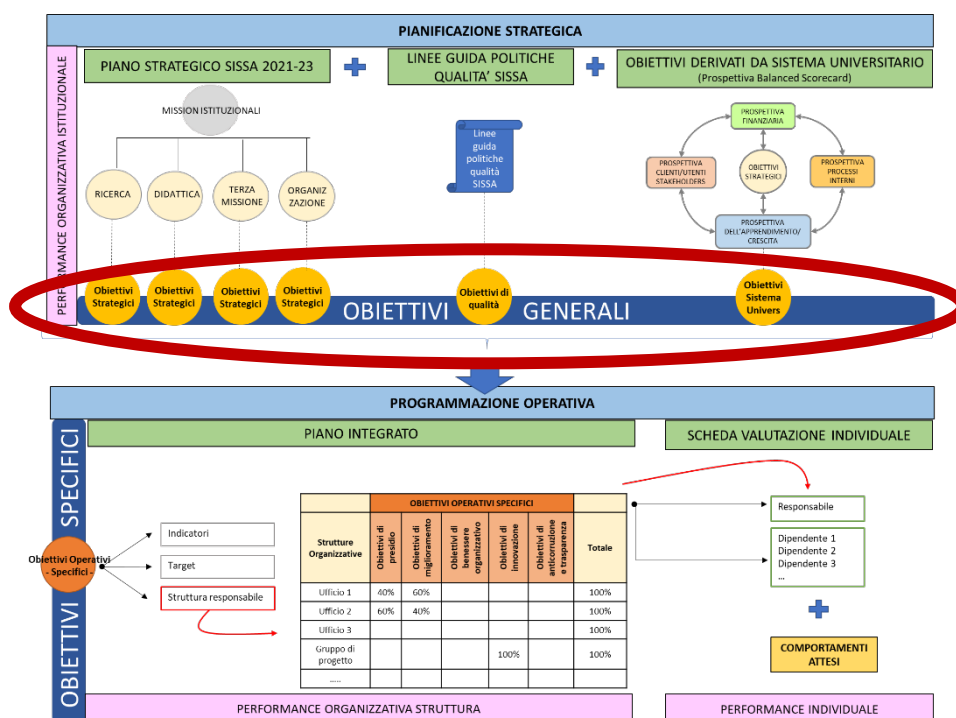 PIANIFICAZIONE STRATEGICA
PERFORMANCE ORGANIZZATIVA ISTITUZIONALE
PIANO STRATEGICO SISSA 2021-23
LINEE GUIDA POLITICHE
QUALITA’ SISSA
OBIETTIVI DERIVATI DA SISTEMA UNIVERSITARIO
(Prospettiva Balanced Scorecard)
MISSION ISTITUZIONALI
RICERCA
DIDATTICA
TERZA
MISSIONE
ORGANIZ
ZAZIONE
Linee
guida
politiche
qualità
SISSA
PROSPETTIVA
FINANZIARIA
PROSPETTIVA
CLIENTI/UTENTI
STAKEHOLDERS
OBIETTIVI
STRATEGICI
PROSPETTIVA
PROCESSI
INTERNI
PROSPETTIVA
DELL'APPRENDIMENTO/
CRESCITA
Obiettivi
Strategici
Obiettivi
Strategici
Obiettivi
Strategici
Obiettivi
Strategici
Obiettivi di
qualità
Obiettivi
Sistema
Univers
OBIETTIVI GENERALI
PROGRAMMAZIONE OPERATIVA
OBIETTIVI SPECIFICI
PIANO INTEGRATO
SCHEDA VALUTAZIONE INDIVIDUALE
Obiettivi Operativi
- Specifici -
Indicatori
Target
Struttura responsabile
OBIETTIVI OPERATIVI SPECIFICI
Strutture
Organizzative
Obiettivi di
presidio
Obiettivi di
miglioramento
Obiettivi di
benessere
organizzativo
Obiettivi di
innovazione
Obiettivi di
anticorruzione
e trasparenza
Totale
Ufficio 1 40% 60% 100%
Ufficio 2 60% 40% 100%
Ufficio 3 100%
Gruppo di
progetto 100% 100%
.....
Responsabile
Dipendente 1
Dipendente 2
Dipendente 3
...
COMPORTAMENTI
ATTESI
PERFORMANCE ORGANIZZATIVA STRUTTURA
PERFORMANCE INDIVIDUALE